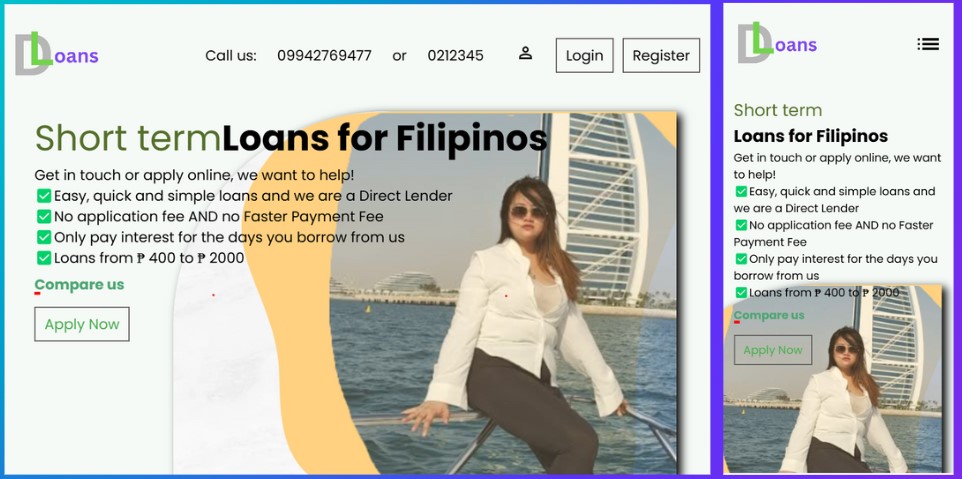 DLoans
Call us: 09942769477 or 0212345
Login
Register
Short termLoans for Filipinos
Get in touch or apply online, we want to help!
✅Easy, quick and simple loans and we are a Direct Lender
✅No application fee AND no Faster Payment Fee
✅Only pay interest for the days you borrow from us
✅Loans from ₱ 400 to ₱ 2000
Compare us
Apply Now
DLoans
Short term
Loans for Filipinos
Get in touch or apply online, we want
to help!
✅Easy, quick and simple loans and
we are a Direct Lender
✅No application fee AND no Faster
Payment Fee
✅Only pay interest for the days you
borrow from us
✅Loans from ₱ 400 to ₱ 2000
Compare us
Apply Now